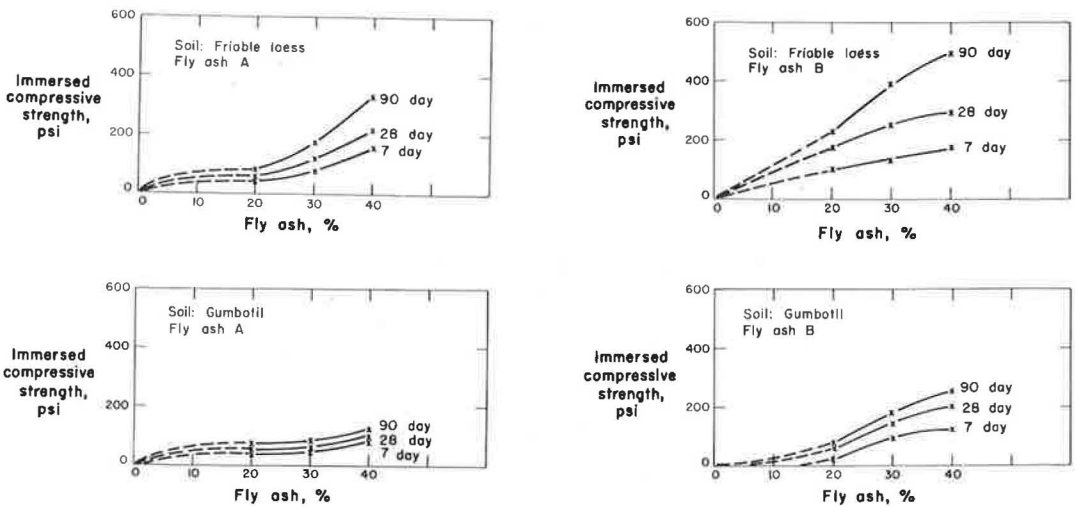 600
400
200
0
Immersed
compressive
strength,
psi
Soil: Friable loess
Fly ash A
90 day
28 day
7 day
0 10 20 30 40
Fly ash, %
600
400
200
0
Immersed
compressive
strength,
psi
Soil: Friable loess
Fly ash B
90 day
28 day
7 day
0 10 20 30 40
Fly ash, %
600
400
200
0
Immersed
compressive
strength,
psi
Soil: Gumbotil
Fly ash A
90 day
28 day
7 day
0 10 20 30 40
Fly ash, %
600
400
200
0
Immersed
compressive
strength,
psi
Soil: Gumbotil
Fly ash B
90 day
28 day
7 day
0 10 20 30 40
Fly ash, %